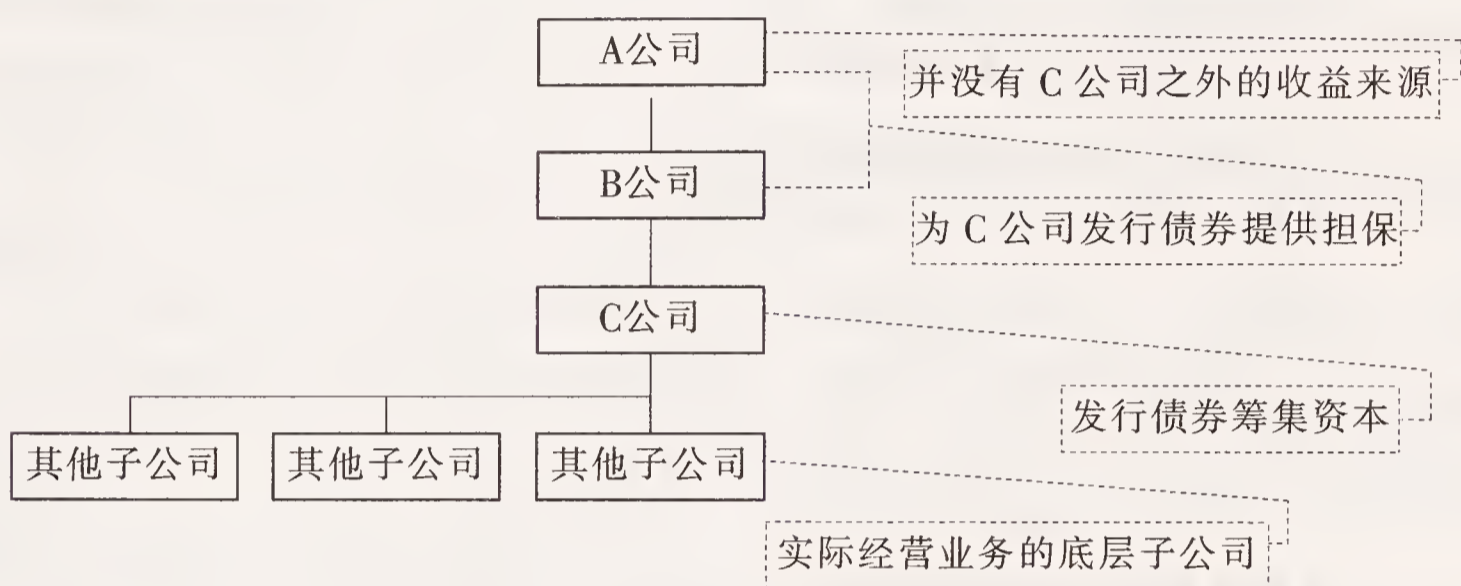 A公司
并没有 C 公司之外的收益来源
B公司
为 C 公司发行债券提供担保
C公司
发行债券筹集资本
其他子公司 其他子公司 其他子公司
实际经营业务的底层子公司